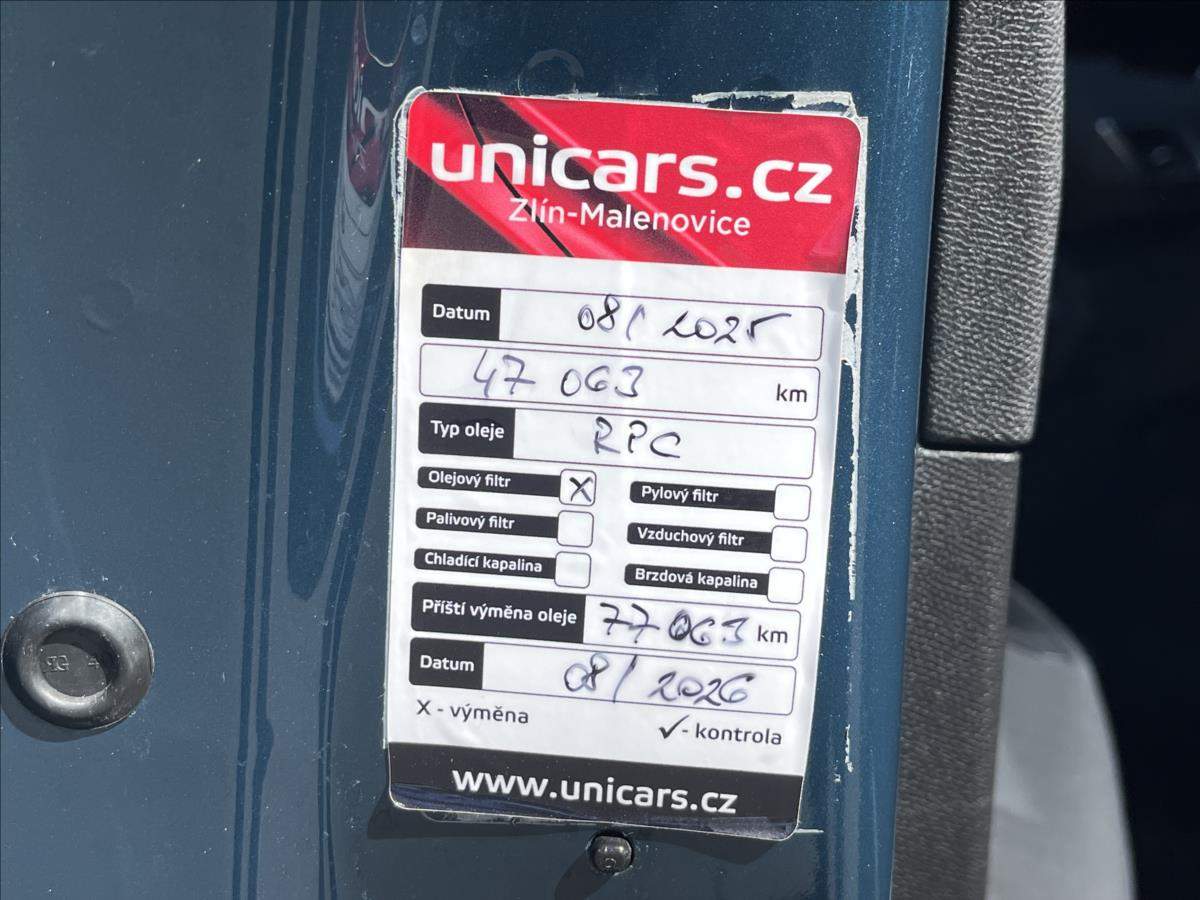 unicars.cz
Zlín-Malenovice
Datum 08/2025
47 063 km
Typ oleje RPC
Olejový filtr X Pylový filtr
Palivový filtr Vzduchový filtr
Chladící kapalina Brzdová kapalina
Příští výměna oleje 77 063 km
Datum 08/2026
X - výměna ✓- kontrola
www.unicars.cz